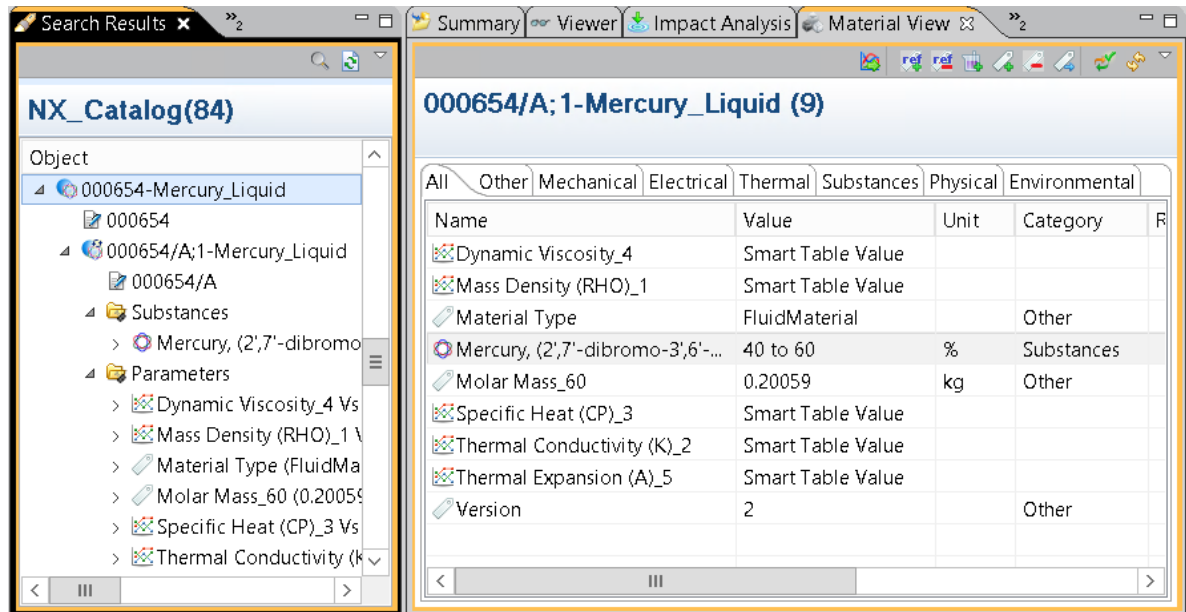 Search Results
2
NX_Catalog(84)
Object
000654-Mercury_Liquid
000654
000654/A;1-Mercury_Liquid
000654/A
Substances
Mercury, (2',7'-dibromo
Parameters
Dynamic Viscosity_4 Vs
Mass Density (RHO)_1 V
Material Type (FluidMa
Molar Mass_60 (0.20059
Specific Heat (CP)_3 Vs
Thermal Conductivity (K
Summary Viewer Impact Analysis Material View 2
ref ref
000654/A;1-Mercury_Liquid (9)
All Other Mechanical Electrical Thermal Substances Physical Environmental
Name Value Unit Category R
Dynamic Viscosity_4 Smart Table Value
Mass Density (RHO)_1 Smart Table Value
Material Type FluidMaterial Other
Mercury, (2',7'-dibromo-3',6'-... 40 to 60 % Substances
Molar Mass_60 0.20059 kg Other
Specific Heat (CP)_3 Smart Table Value
Thermal Conductivity (K)_2 Smart Table Value
Thermal Expansion (A)_5 Smart Table Value
Version 2 Other